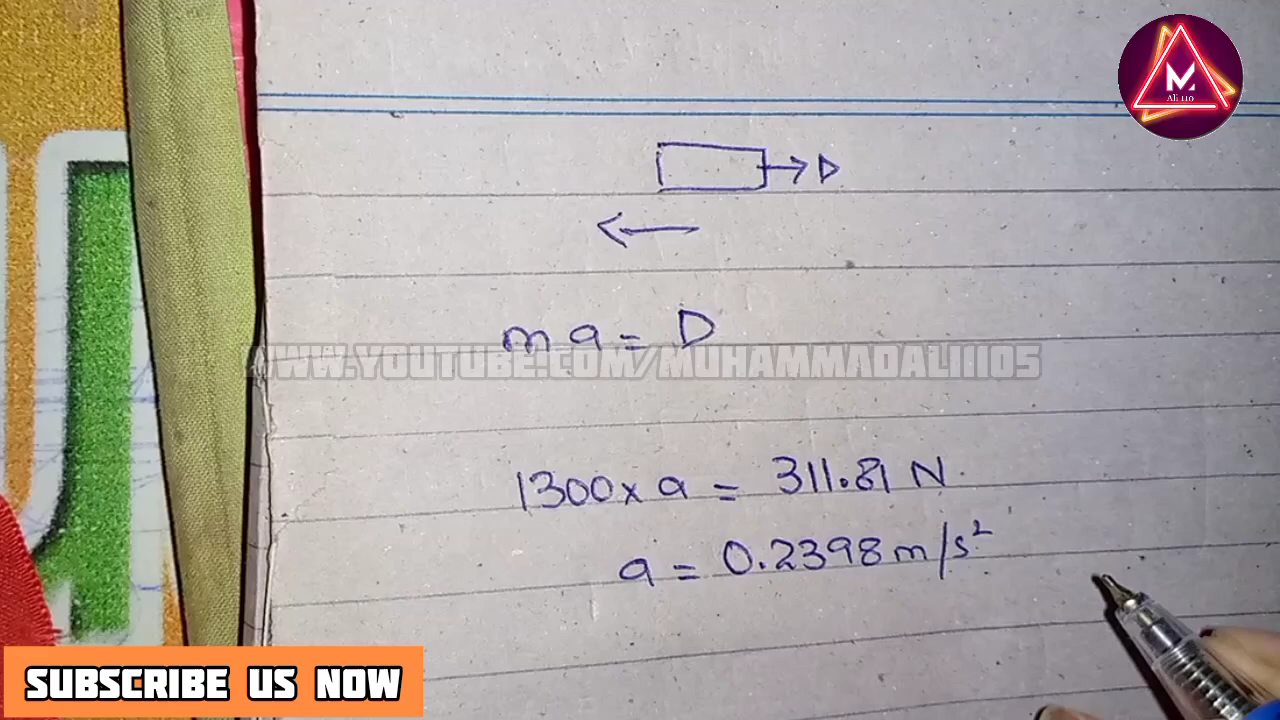 M
Ali 110
D
ma = D
WWW.YOUTUBE.COM/MUHAMMADALI1105
1300 x a = 311.81 N.
a = 0.2398 m/s²
SUBSCRIBE US NOW